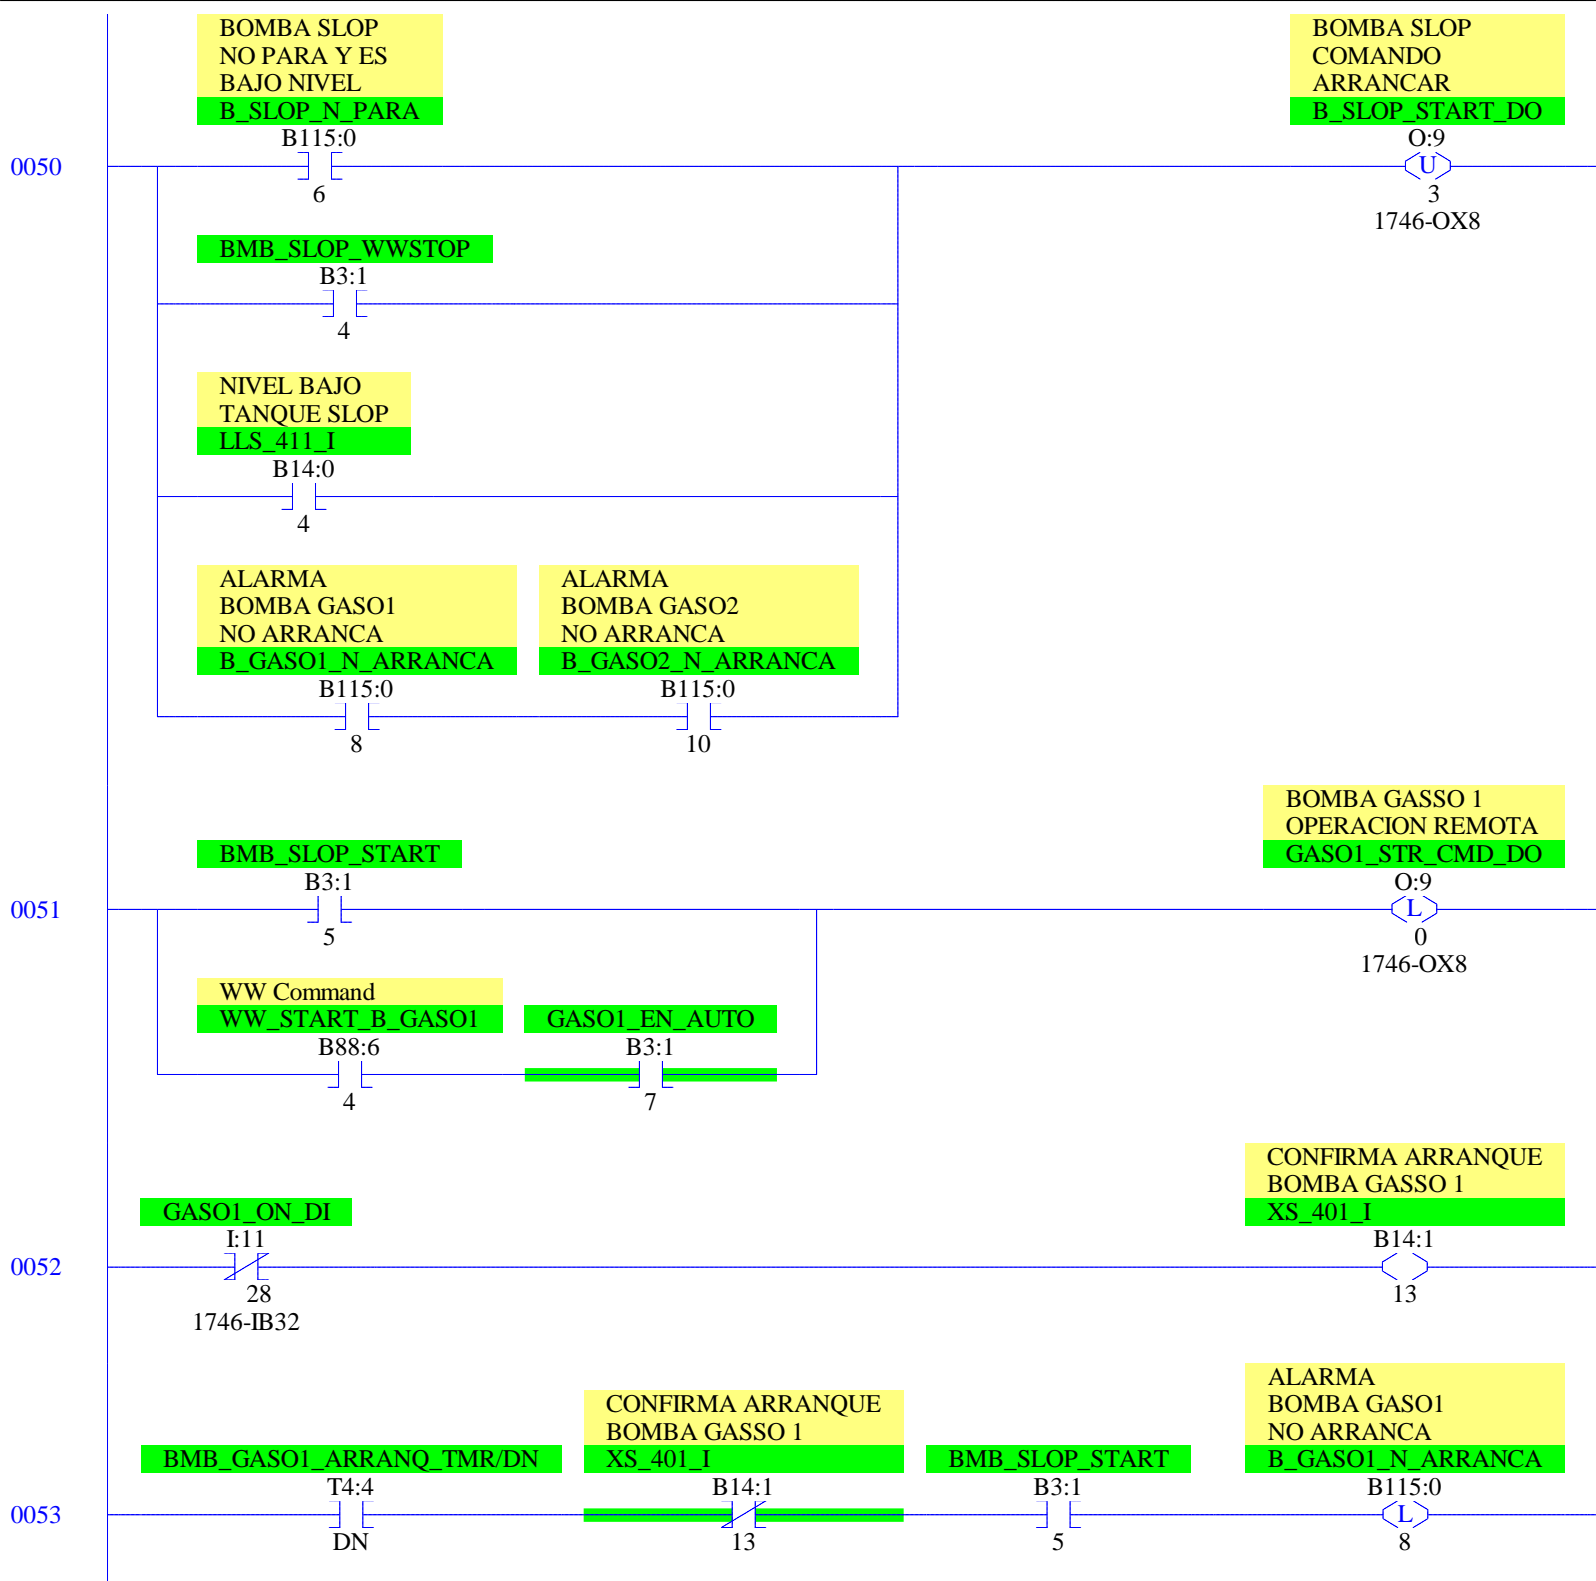 BOMBA SLOP
NO PARA Y ES
BAJO NIVEL
B_SLOP_N_PARA
B115:0
6
BOMBA SLOP
COMANDO
ARRANCAR
B_SLOP_START_DO
O:9
U
3
1746-OX8
0050
BMB_SLOP_WWSTOP
B3:1
4
NIVEL BAJO
TANQUE SLOP
LLS_411_I
B14:0
4
ALARMA
BOMBA GASO1
NO ARRANCA
B_GASO1_N_ARRANCA
B115:0
8
ALARMA
BOMBA GASO2
NO ARRANCA
B_GASO2_N_ARRANCA
B115:0
10
BOMBA GASSO 1
OPERACION REMOTA
GASO1_STR_CMD_DO
O:9
L
0
1746-OX8
0051
BMB_SLOP_START
B3:1
5
WW Command
WW_START_B_GASO1
B88:6
4
GASO1_EN_AUTO
B3:1
7
CONFIRMA ARRANQUE
BOMBA GASSO 1
XS_401_I
B14:1
13
0052
GASO1_ON_DI
I:11
28
1746-IB32
0053
BMB_GASO1_ARRANQ_TMR/DN
T4:4
DN
CONFIRMA ARRANQUE
BOMBA GASSO 1
XS_401_I
B14:1
13
BMB_SLOP_START
B3:1
5
ALARMA
BOMBA GASO1
NO ARRANCA
B_GASO1_N_ARRANCA
B115:0
L
8